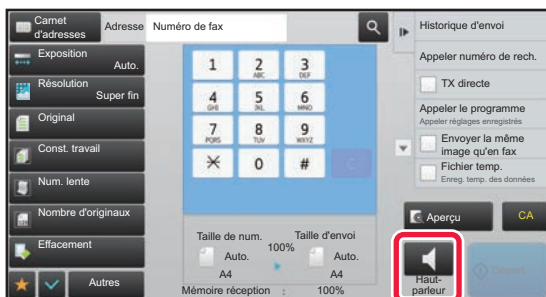 Carnet
d'adresses
Adresse
Numéro de fax
Exposition
Auto.
Résolution
Super fin
Original
Const. travail
Num. lente
Nombre d'originaux
Effacement
Autres
1
2
ABC
3
DEF
4
GHI
5
JKL
6
MNO
7
PQRS
8
TUV
9
WXYZ
0
#
C
Taille de num.
100%
Taille d'envoi
Auto.
A4
Auto.
A4
Mémoire réception : 100%
Historique d'envoi
Appeler numéro de rech.
TX directe
Appeler le programme
Appeler réglages enregistrés
Envoyer la même
image qu'en fax
Fichier temp.
Enreg. temp. des données
Aperçu
CA
Haut-
parleur
Départ